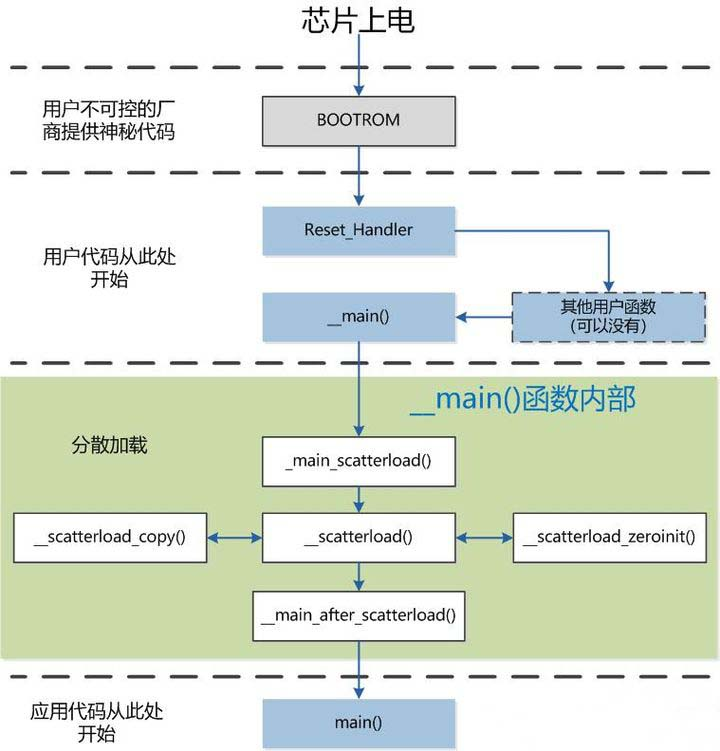 芯片上电
用户不可控的厂
商提供神秘代码
BOOTROM
Reset_Handler
用户代码从此处
开始
其他用户函数
（可以没有）
__main()
__main()函数内部
分散加载
_main_scatterload()
__scatterload_copy()
__scatterload()
__scatterload_zeroinit()
__main_after_scatterload()
应用代码从此处
开始
main()